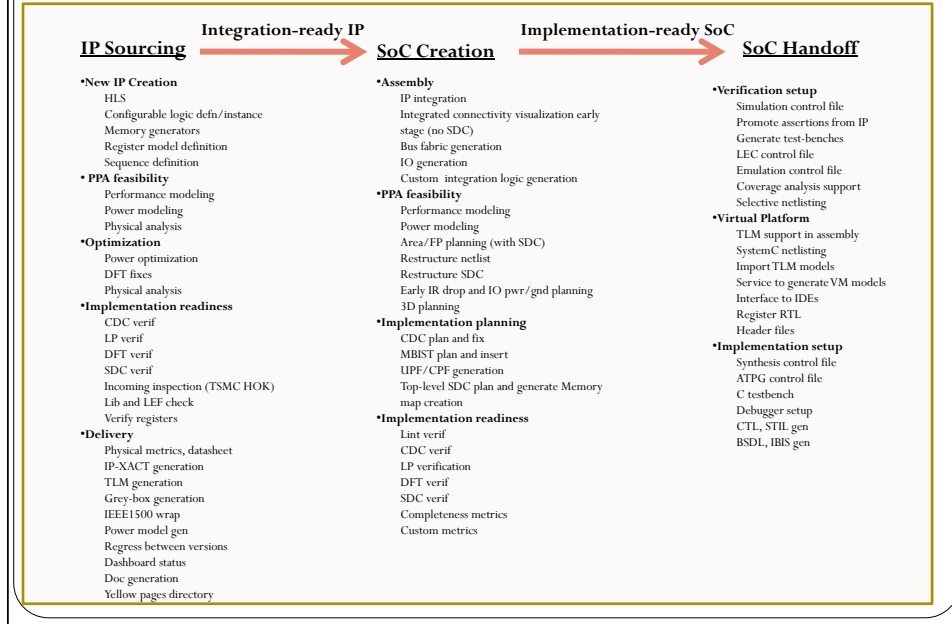 Integration-ready IP
Implementation-ready SoC
IP Sourcing
SoC Creation
SoC Handoff
•New IP Creation
HLS
Configurable logic defn/instance
Memory generators
Register model definition
Sequence definition
• PPA feasibility
Performance modeling
Power modeling
Physical analysis
•Optimization
Power optimization
DFT fixes
Physical analysis
•Implementation readiness
CDC verif
LP verif
DFT verif
SDC verif
Incoming inspection (TSMC HOK)
Lib and LEF check
Verify registers
•Delivery
Physical metrics, datasheet
IP-XACT generation
TLM generation
Grey-box generation
IEEE1500 wrap
Power model gen
Regress between versions
Dashboard status
Doc generation
Yellow pages directory
•Assembly
IP integration
Integrated connectivity visualization early
stage (no SDC)
Bus fabric generation
IO generation
Custom integration logic generation
•PPA feasibility
Performance modeling
Power modeling
Area/FP planning (with SDC)
Restructure netlist
Restructure SDC
Early IR drop and IO pwr/gnd planning
3D planning
•Implementation planning
CDC plan and fix
MBIST plan and insert
UPF/CPF generation
Top-level SDC plan and generate Memory
map creation
•Implementation readiness
Lint verif
CDC verif
LP verification
DFT verif
SDC verif
Completeness metrics
Custom metrics
•Verification setup
Simulation control file
Promote assertions from IP
Generate test-benches
LEC control file
Emulation control file
Coverage analysis support
Selective netlisting
•Virtual Platform
TLM support in assembly
SystemC netlisting
Import TLM models
Service to generate VM models
Interface to IDEs
Register RTL
Header files
•Implementation setup
Synthesis control file
ATPG control file
C testbench
Debugger setup
CTL, STIL gen
BSDL, IBIS gen